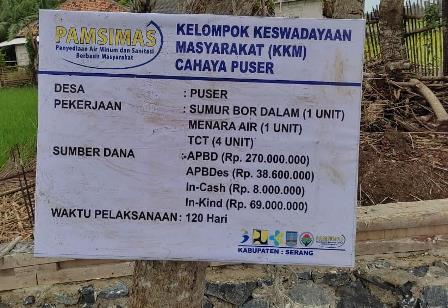 PAMSIMAS
Penyediaan Air Minum dan Sanitasi
Berbasis Masyarakat
KELOMPOK KESWADAYAAN
MASYARAKAT (KKM)
CAHAYA PUSER
DESA : PUSER
PEKERJAAN : SUMUR BOR DALAM (1 UNIT)
MENARA AIR (1 UNIT)
TCT (4 UNIT)
SUMBER DANA :APBD (Rp. 270.000.000)
APBDes (Rp. 38.600.000)
In-Cash (Rp. 8.000.000)
In-Kind (Rp. 69.000.000)
WAKTU PELAKSANAAN : 120 Hari
PAMSIMAS
KABUPATEN : SERANG